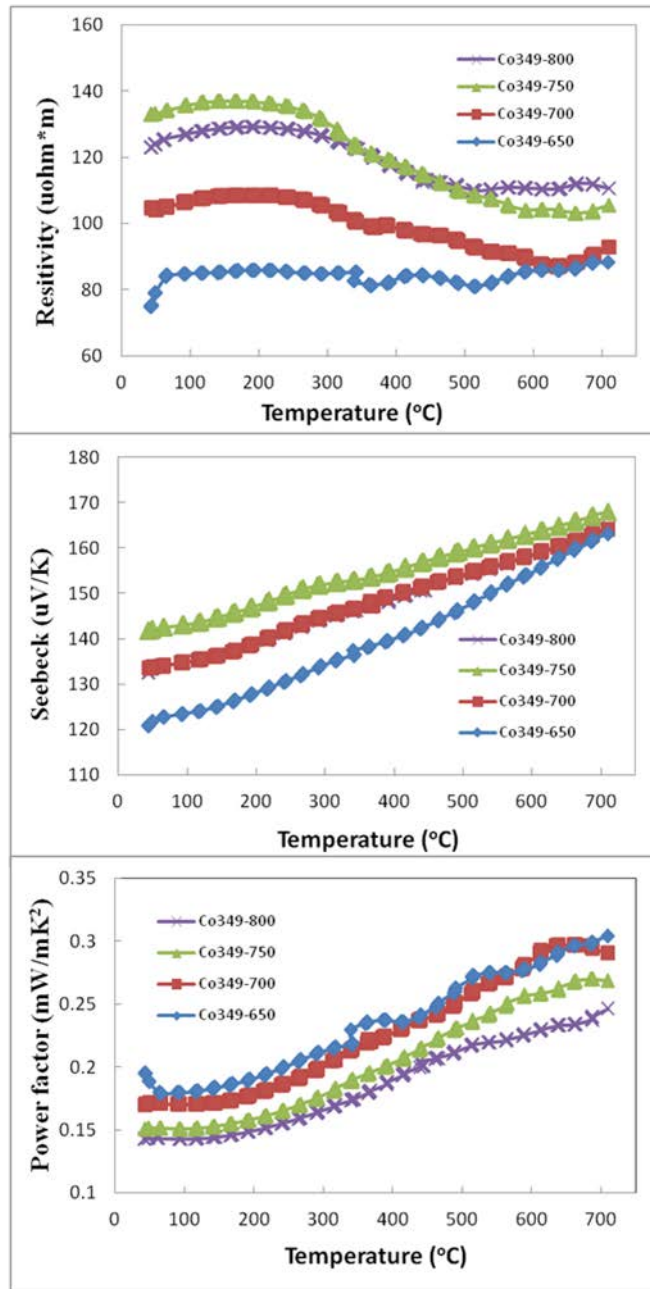 160
140
120
100
80
60
Resitivity (uohm*m)
Co349-800
Co349-750
Co349-700
Co349-650
0 100 200 300 400 500 600 700
Temperature (oC)
180
170
160
150
140
130
120
110
Seebeck (uV/K)
Co349-800
Co349-750
Co349-700
Co349-650
0 100 200 300 400 500 600 700
Temperature (oC)
0.35
0.3
0.25
0.2
0.15
0.1
Power factor (mW/mK²)
Co349-800
Co349-750
Co349-700
Co349-650
0 100 200 300 400 500 600 700
Temperature (oC)